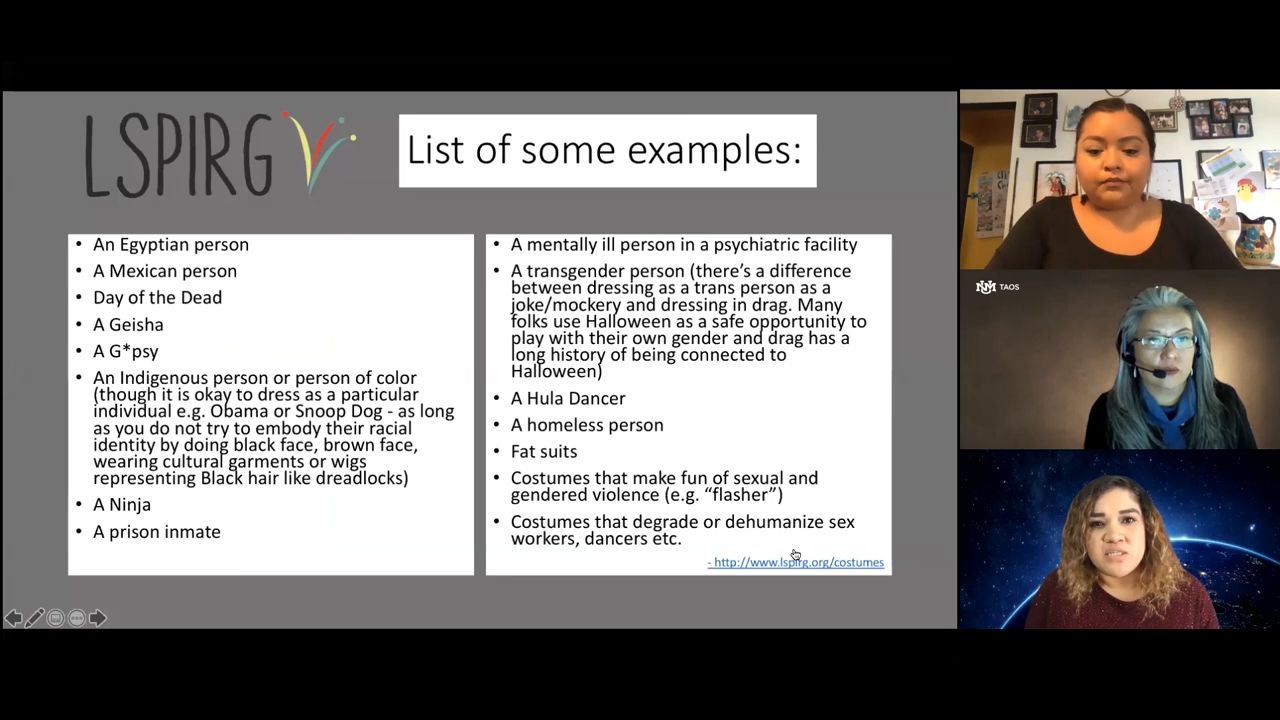 LSPIRG
List of some examples:
• An Egyptian person
• A Mexican person
• Day of the Dead
• A Geisha
• A G*psy
• An Indigenous person or person of color
(though it is okay to dress as a particular
individual e.g. Obama or Snoop Dog - as long
as you do not try to embody their racial
identity by doing black face, brown face,
wearing cultural garments or wigs
representing Black hair like dreadlocks)
• A Ninja
• A prison inmate
• A mentally ill person in a psychiatric facility
• A transgender person (there's a difference
between dressing as a trans person as a
joke/mockery and dressing in drag. Many
folks use Halloween as a safe opportunity to
play with their own gender and drag has a
long history of being connected to
Halloween)
• A Hula Dancer
• A homeless person
• Fat suits
• Costumes that make fun of sexual and
gendered violence (e.g. “flasher”)
• Costumes that degrade or dehumanize sex
workers, dancers etc.
- http://www.lspirg.org/costumes
UNM TAOS